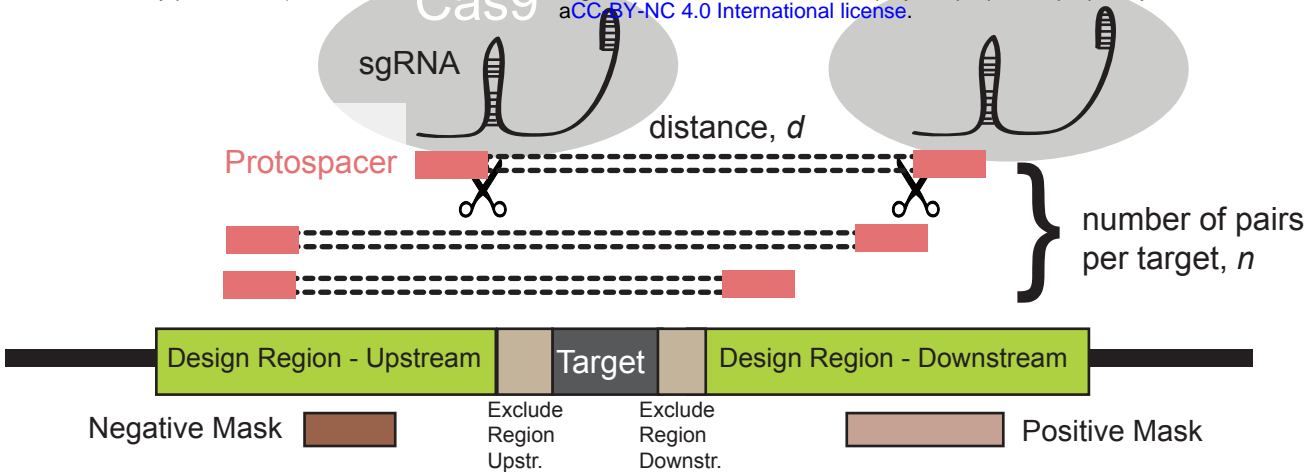 Cas9
aCC-BY-NC 4.0 International license.
sgRNA
distance, d
Protospacer
number of pairs
per target, n
Design Region - Upstream
Target
Design Region - Downstream
Negative Mask
Exclude
Region
Upstr.
Exclude
Region
Downstr.
Positive Mask